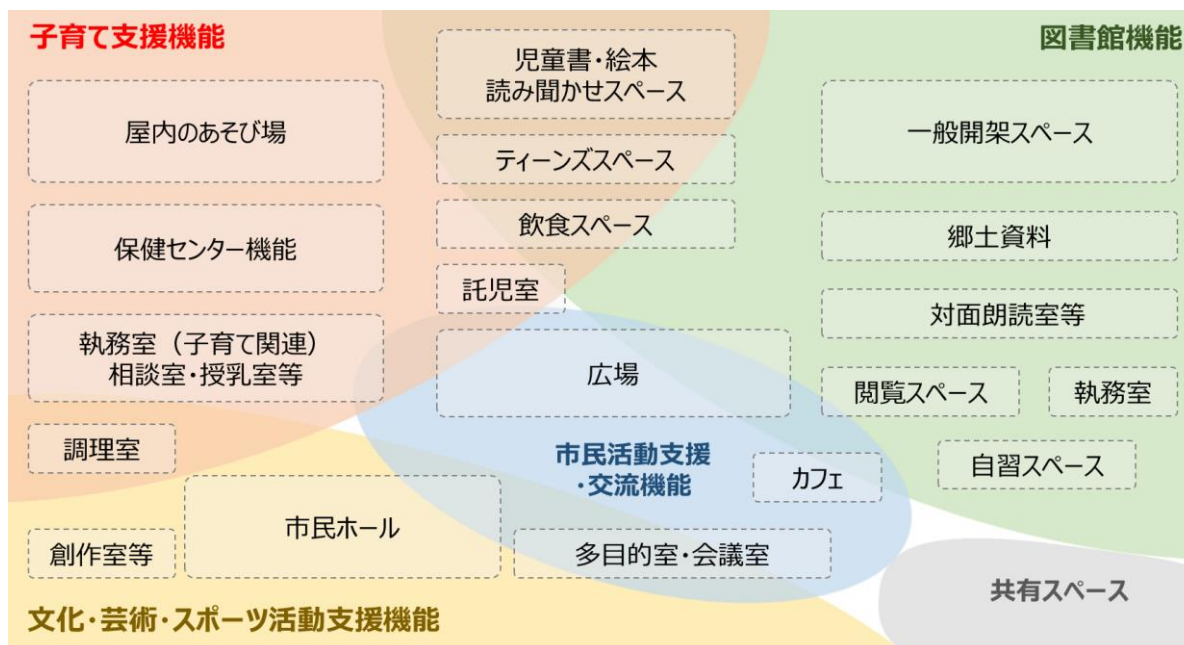 子育て支援機能
図書館機能
児童書・絵本
読み聞かせスペース
屋内のあそび場
一般開架スペース
ティーンズスペース
飲食スペース
保健センター機能
郷土資料
託児室
対面朗読室等
執務室（子育て関連）
相談室・授乳室等
広場
閲覧スペース
執務室
調理室
市民活動支援
・交流機能
カフェ
自習スペース
市民ホール
創作室等
多目的室・会議室
共有スペース
文化・芸術・スポーツ活動支援機能